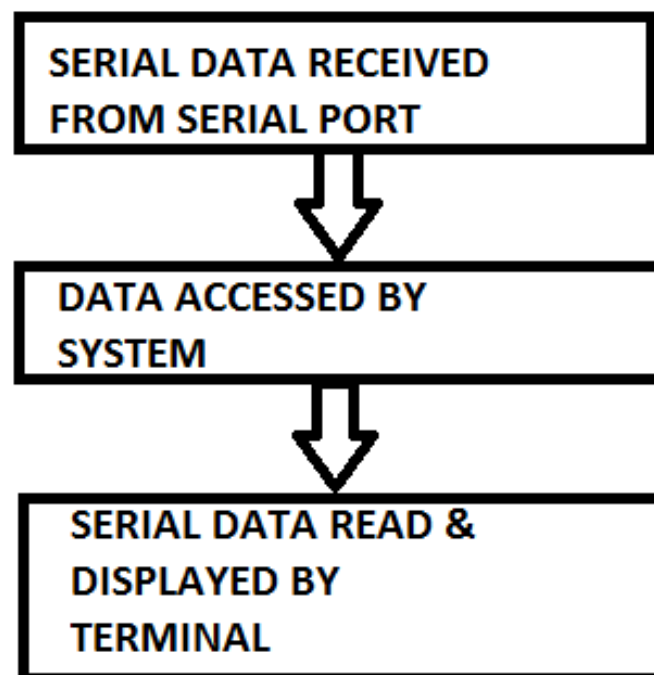 SERIAL DATA RECEIVED
FROM SERIAL PORT
DATA ACCESSED BY
SYSTEM
SERIAL DATA READ &
DISPLAYED BY
TERMINAL